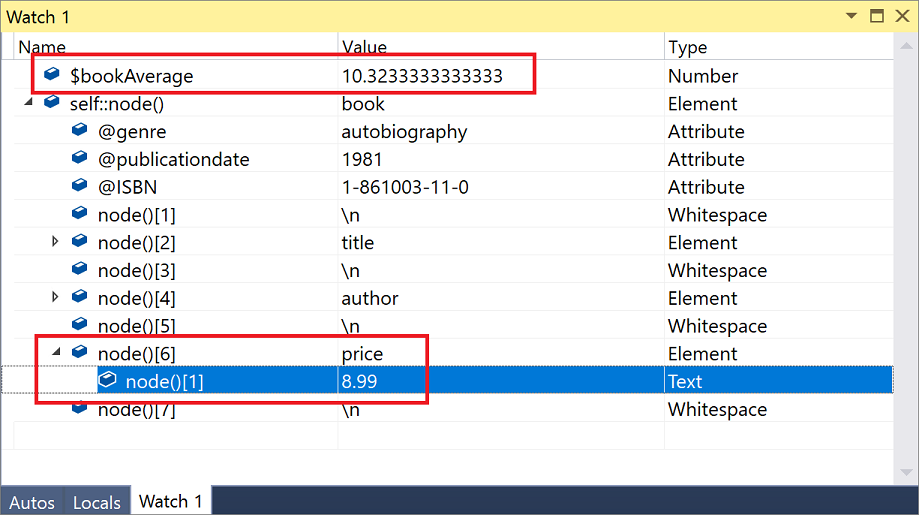 Watch 1
Name Value Type
$bookAverage 10.3233333333333 Number
self::node() book Element
@genre autobiography Attribute
@publicationdate 1981 Attribute
@ISBN 1-861003-11-0 Attribute
node()[1] \n Whitespace
node()[2] title Element
node()[3] \n Whitespace
node()[4] author Element
node()[5] \n Whitespace
node()[6] price Element
node()[1] 8.99 Text
node()[7] \n Whitespace
Autos Locals Watch 1